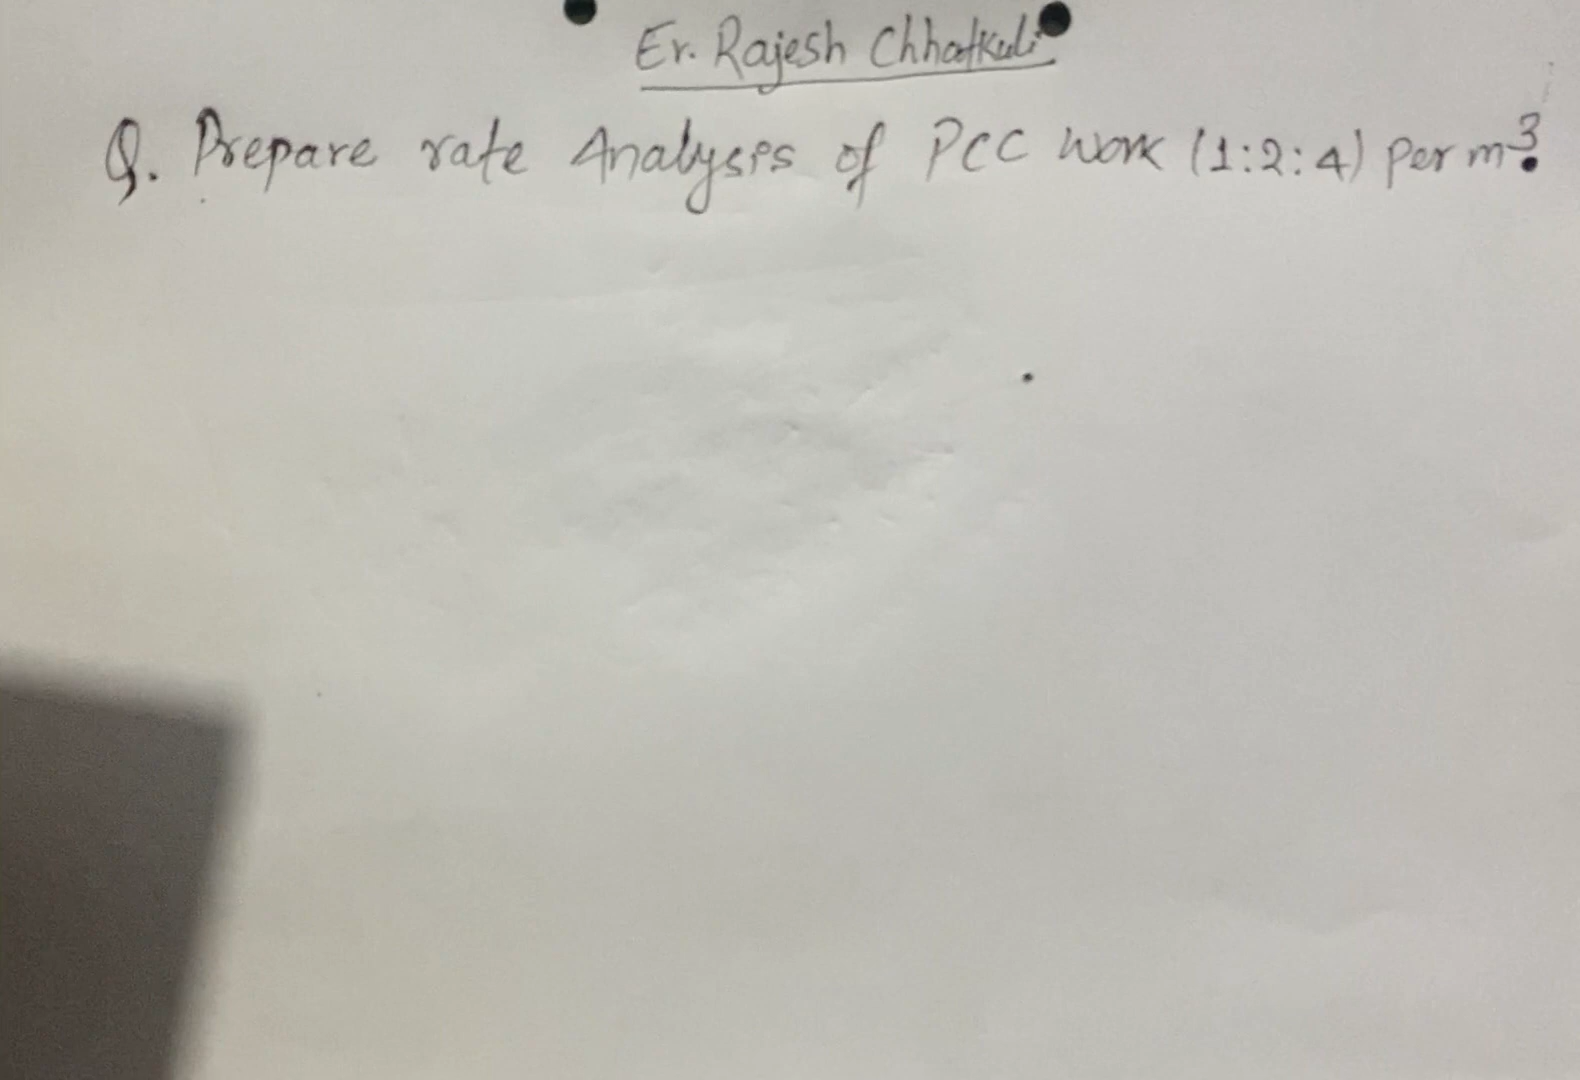 Er. Rajesh Chhatkuli
Q. Prepare rate Analysis of PCC work (1:2:4) per m³.